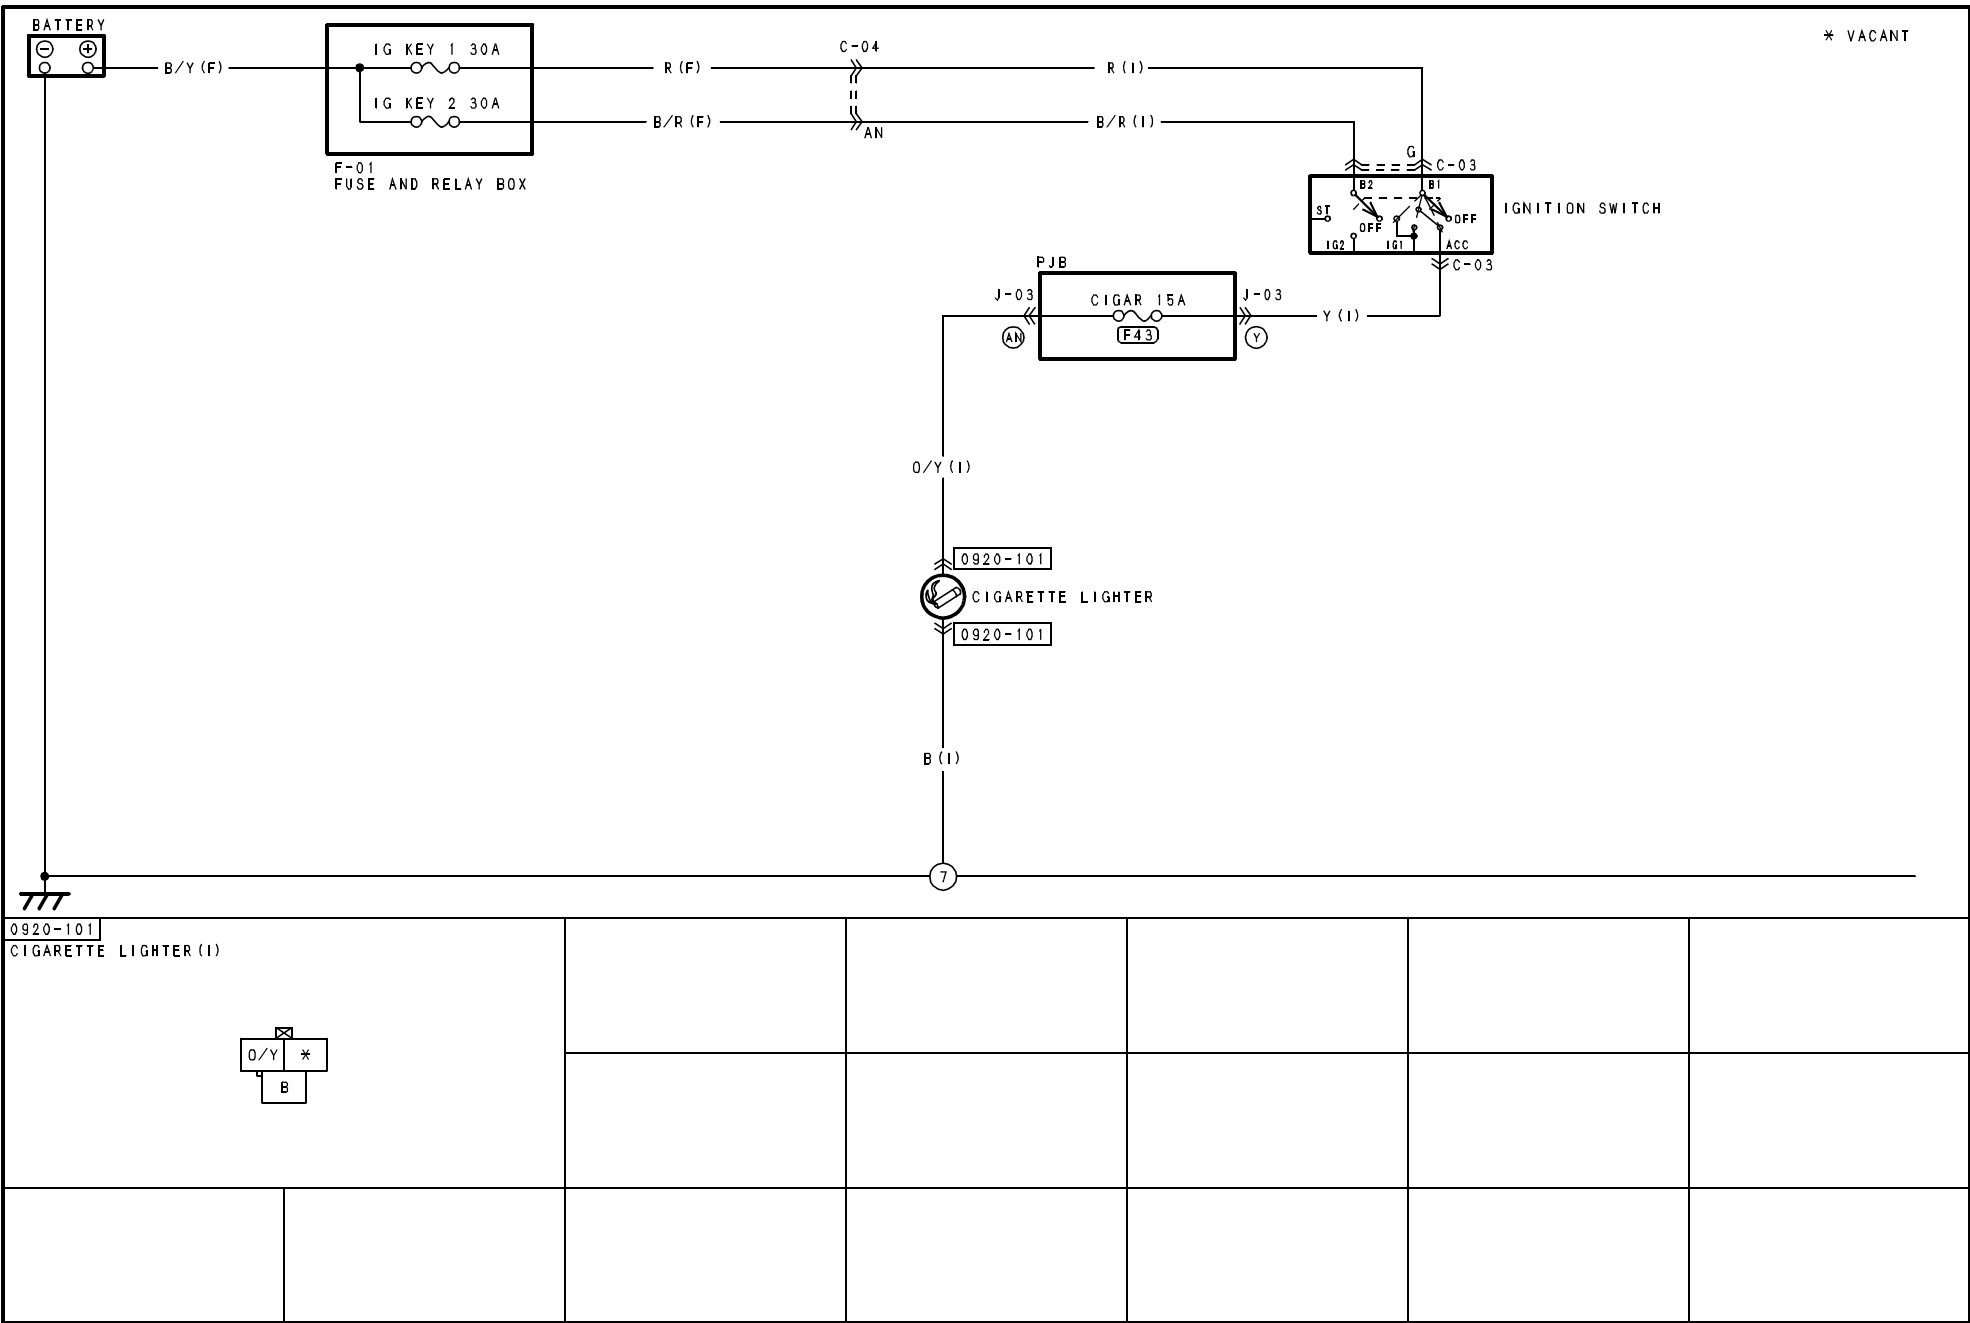 BATTERY
* VACANT
IG KEY 1 30A
C-04
B/Y (F)
R (F)
R (I)
IG KEY 2 30A
B/R (F)
B/R (I)
AN
F-01
FUSE AND RELAY BOX
G
C-03
B2
B1
IGNITION SWITCH
ST
OFF
OFF
IG2
IG1
ACC
C-03
PJB
J-03
CIGAR 15A
J-03
Y (I)
F43
AN
Y
O/Y (I)
0920-101
CIGARETTE LIGHTER
0920-101
B (I)
7
0920-101
CIGARETTE LIGHTER (I)
O/Y
*
B